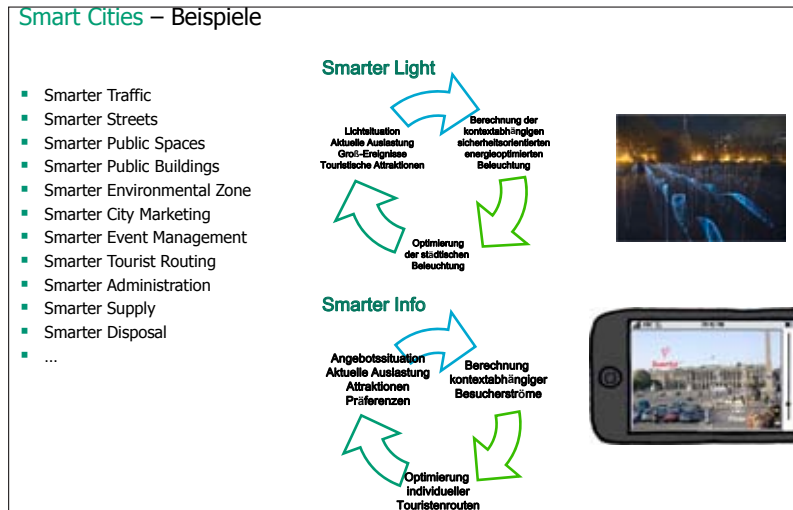 Smart Cities – Beispiele
Smarter Traffic
Smarter Streets
Smarter Public Spaces
Smarter Public Buildings
Smarter Environmental Zone
Smarter City Marketing
Smarter Event Management
Smarter Tourist Routing
Smarter Administration
Smarter Supply
Smarter Disposal
…
Smarter Light
Lichtsituation
Aktuelle Auslastung
Groß-Ereignisse
Touristische Attraktionen
Berechnung der
kontextabhängigen
sicherheitsorientierten
energieoptimierten
Beleuchtung
Optimierung
der städtischen
Beleuchtung
Smarter Info
Angebotssituation
Aktuelle Auslastung
Attraktionen
Präferenzen
Berechnung
kontextabhängiger
Besucherströme
Optimierung
individueller
Touristenrouten